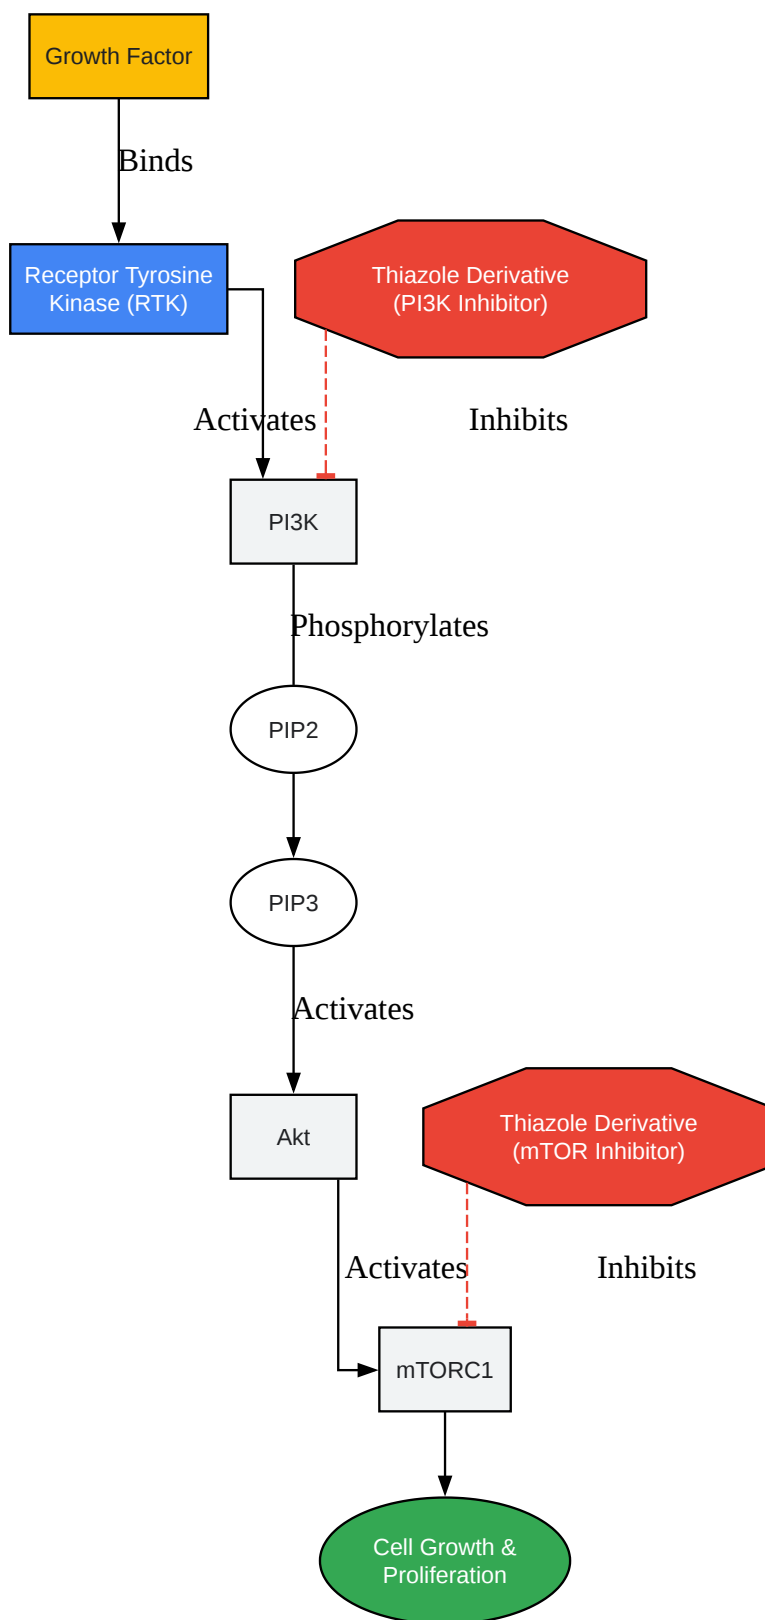 Growth Factor
Binds
Receptor Tyrosine
Kinase (RTK)
Thiazole Derivative
(PI3K Inhibitor)
Activates
Inhibits
PI3K
Phosphorylates
PIP2
PIP3
Activates
Akt
Thiazole Derivative
(mTOR Inhibitor)
Activates
Inhibits
mTORC1
Cell Growth &
Proliferation